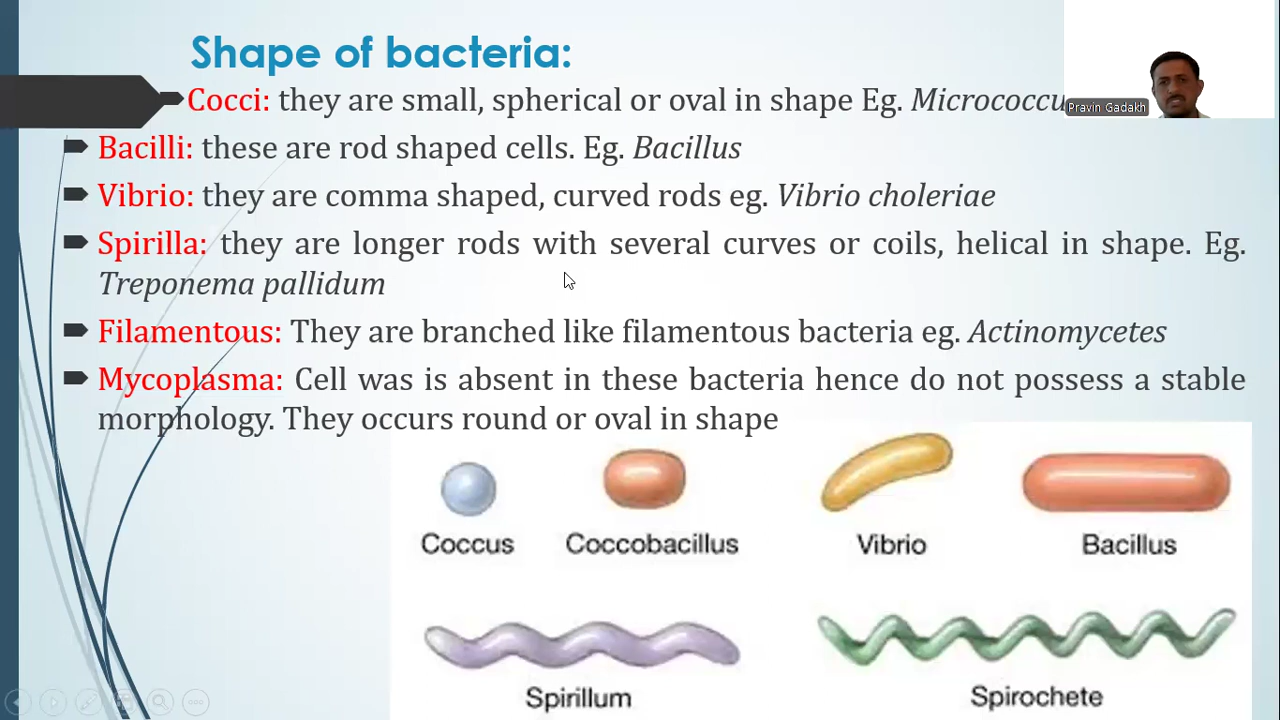 Shape of bacteria:
Cocci: they are small, spherical or oval in shape Eg. Micrococcu
Pravin Gadakh
Bacilli: these are rod shaped cells. Eg. Bacillus
Vibrio: they are comma shaped, curved rods eg. Vibrio choleriae
Spirilla: they are longer rods with several curves or coils, helical in shape. Eg.
Treponema pallidum
Filamentous: They are branched like filamentous bacteria eg. Actinomycetes
Mycoplasma: Cell was is absent in these bacteria hence do not possess a stable
morphology. They occurs round or oval in shape
Coccus Coccobacillus Vibrio Bacillus
Spirillum Spirochete